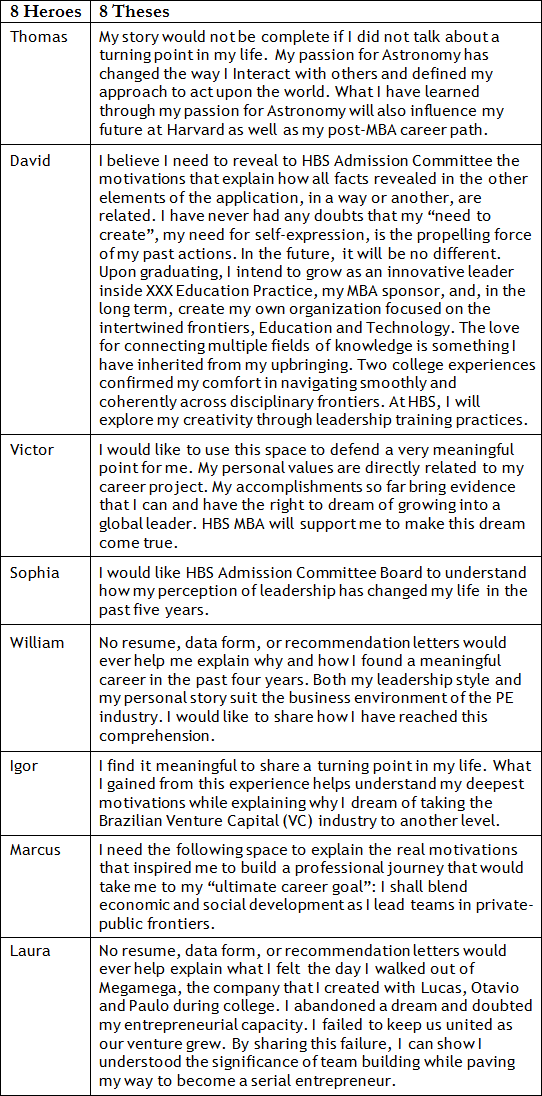 8 Heroes 8 Theses
Thomas My story would not be complete if I did not talk about a
turning point in my life. My passion for Astronomy has
changed the way I Interact with others and defined my
approach to act upon the world. What I have learned
through my passion for Astronomy will also influence my
future at Harvard as well as my post-MBA career path.
David I believe I need to reveal to HBS Admission Committee the
motivations that explain how all facts revealed in the other
elements of the application, in a way or another, are
related. I have never had any doubts that my “need to
create”, my need for self-expression, is the propelling force
of my past actions. In the future, it will be no different.
Upon graduating, I intend to grow as an innovative leader
inside XXX Education Practice, my MBA sponsor, and, in the
long term, create my own organization focused on the
intertwined frontiers, Education and Technology. The love
for connecting multiple fields of knowledge is something I
have inherited from my upbringing. Two college experiences
confirmed my comfort in navigating smoothly and
coherently across disciplinary frontiers. At HBS, I will
explore my creativity through leadership training practices.
Victor I would like to use this space to defend a very meaningful
point for me. My personal values are directly related to my
career project. My accomplishments so far bring evidence
that I can and have the right to dream of growing into a
global leader. HBS MBA will support me to make this dream
come true.
Sophia I would like HBS Admission Committee Board to understand
how my perception of leadership has changed my life in the
past five years.
William No resume, data form, or recommendation letters would
ever help me explain why and how I found a meaningful
career in the past four years. Both my leadership style and
my personal story suit the business environment of the PE
industry. I would like to share how I have reached this
comprehension.
Igor I find it meaningful to share a turning point in my life. What
I gained from this experience helps understand my deepest
motivations while explaining why I dream of taking the
Brazilian Venture Capital (VC) industry to another level.
Marcus I need the following space to explain the real motivations
that inspired me to build a professional journey that would
take me to my “ultimate career goal”: I shall blend
economic and social development as I lead teams in private-
public frontiers.
Laura No resume, data form, or recommendation letters would
ever help explain what I felt the day I walked out of
Megamega, the company that I created with Lucas, Otavio
and Paulo during college. I abandoned a dream and doubted
my entrepreneurial capacity. I failed to keep us united as
our venture grew. By sharing this failure, I can show I
understood the significance of team building while paving
my way to become a serial entrepreneur.